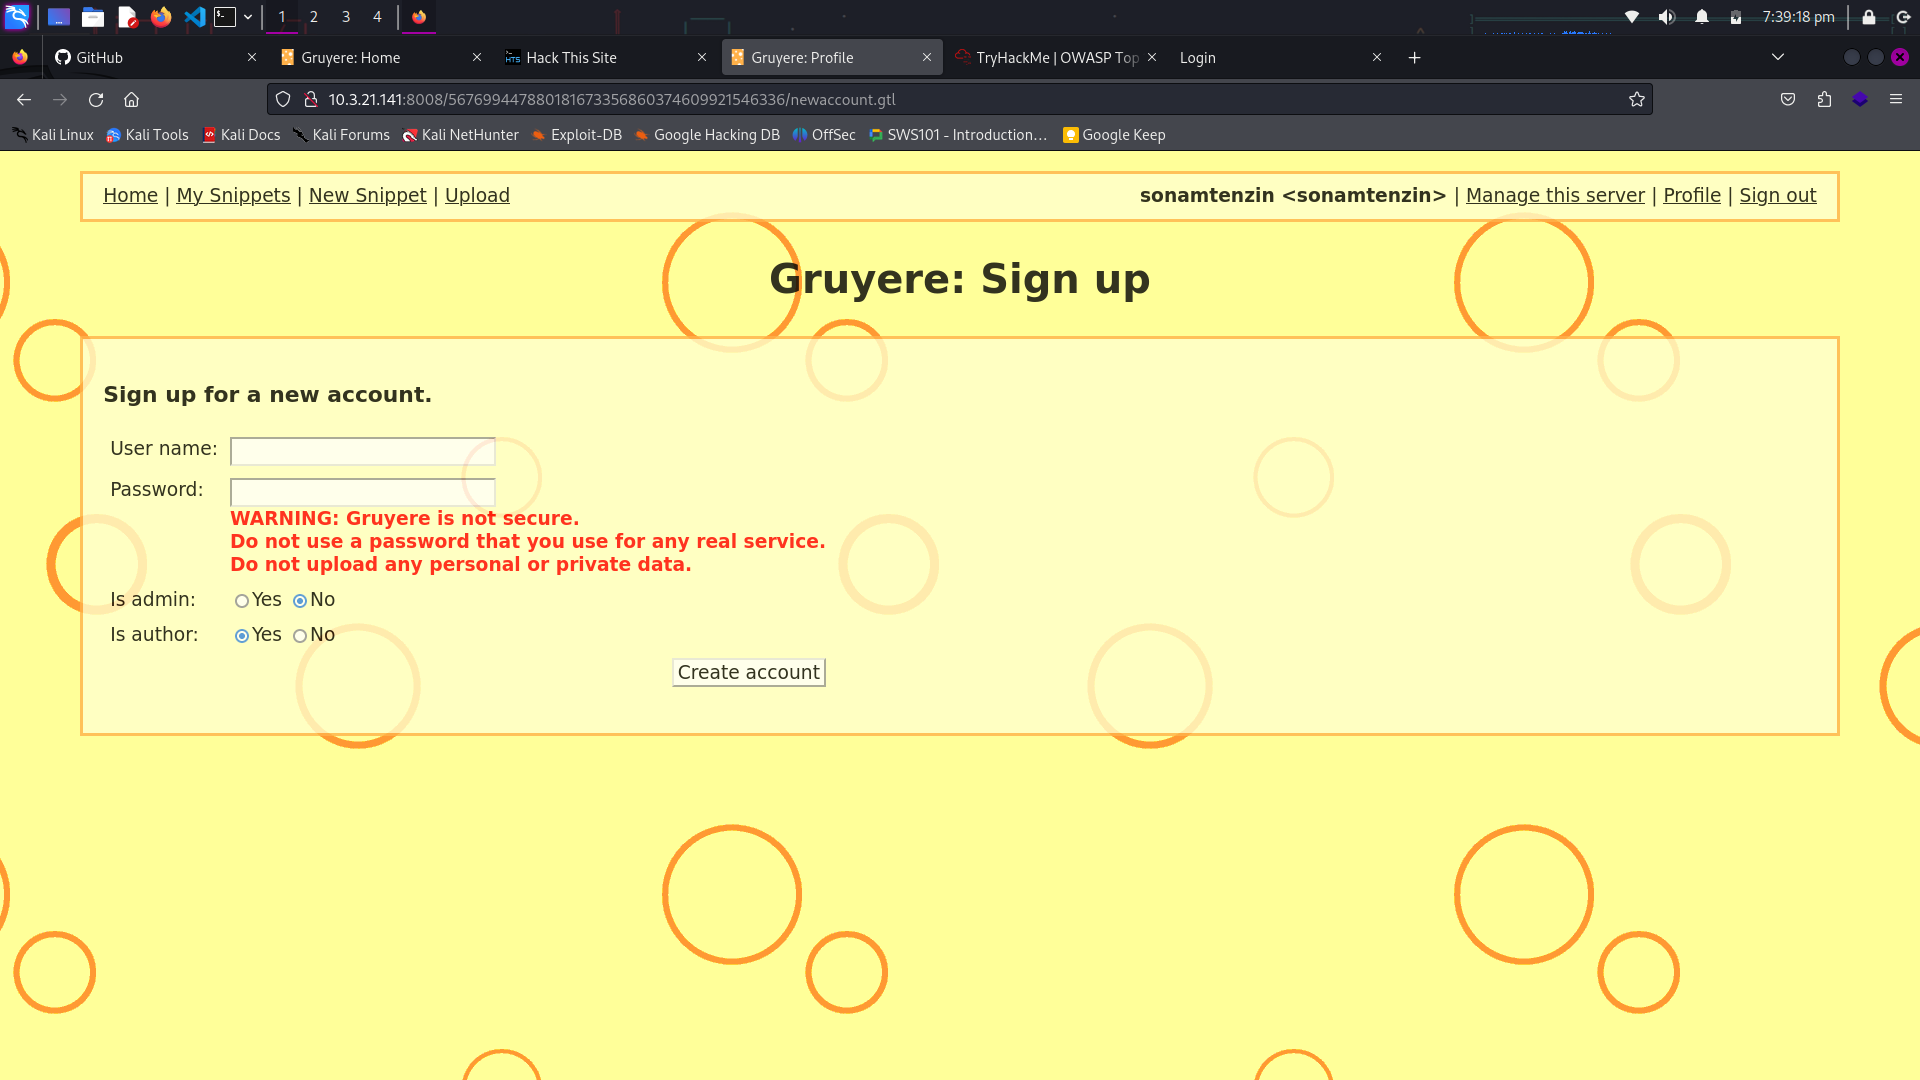 1 2 3 4 7:39:18 pm
GitHub Gruyere: Home Hack This Site Gruyere: Profile TryHackMe | OWASP Top Login
10.3.21.141:8008/567699447880181673356860374609921546336/newaccount.gtl
Kali Linux Kali Tools Kali Docs Kali Forums Kali NetHunter Exploit-DB Google Hacking DB OffSec SWS101 - Introduction… Google Keep
Home | My Snippets | New Snippet | Upload sonamtenzin <sonamtenzin> | Manage this server | Profile | Sign out
Gruyere: Sign up
Sign up for a new account.
User name:
Password:
WARNING: Gruyere is not secure.
Do not use a password that you use for any real service.
Do not upload any personal or private data.
Is admin: Yes No
Is author: Yes No
Create account